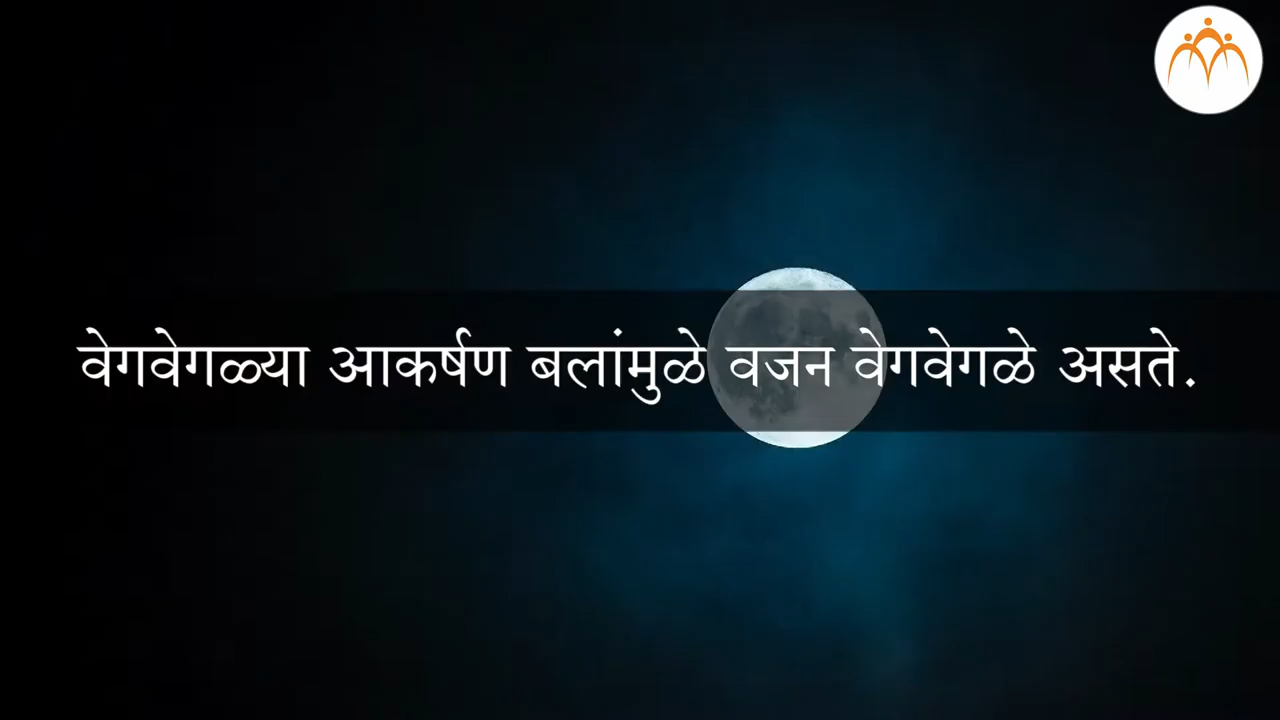 वेगवेगळ्या आकर्षण बलांमुळे वजन वेगवेगळे असते.